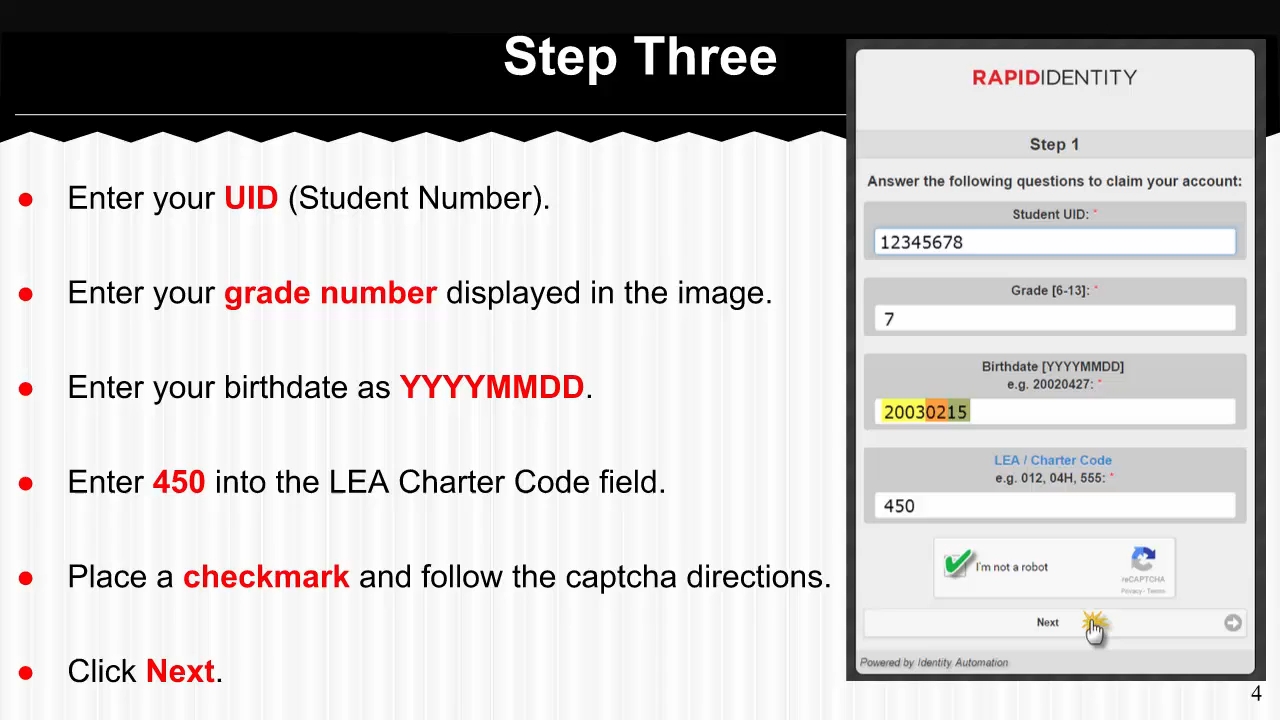 Step Three
● Enter your UID (Student Number).
● Enter your grade number displayed in the image.
● Enter your birthdate as YYYYMMDD.
● Enter 450 into the LEA Charter Code field.
● Place a checkmark and follow the captcha directions.
● Click Next.
RAPIDIDENTITY
Step 1
Answer the following questions to claim your account:
Student UID: *
12345678
Grade [6-13]: *
7
Birthdate [YYYYMMDD]
e.g. 20020427: *
20030215
LEA / Charter Code
e.g. 012, 04H, 555: *
450
I'm not a robot
reCAPTCHA
Privacy - Terms
Next
Powered by Identity Automation
4